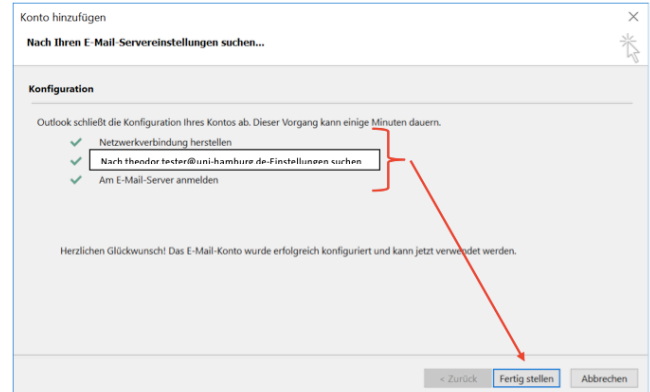 Konto hinzufügen
Nach Ihren E-Mail-Servereinstellungen suchen...
Konfiguration
Outlook schließt die Konfiguration Ihres Kontos ab. Dieser Vorgang kann einige Minuten dauern.
Netzwerkverbindung herstellen
Nach theodor.tester@uni-hamburg.de-Einstellungen suchen
Am E-Mail-Server anmelden
Herzlichen Glückwunsch! Das E-Mail-Konto wurde erfolgreich konfiguriert und kann jetzt verwendet werden.
< Zurück Fertig stellen Abbrechen